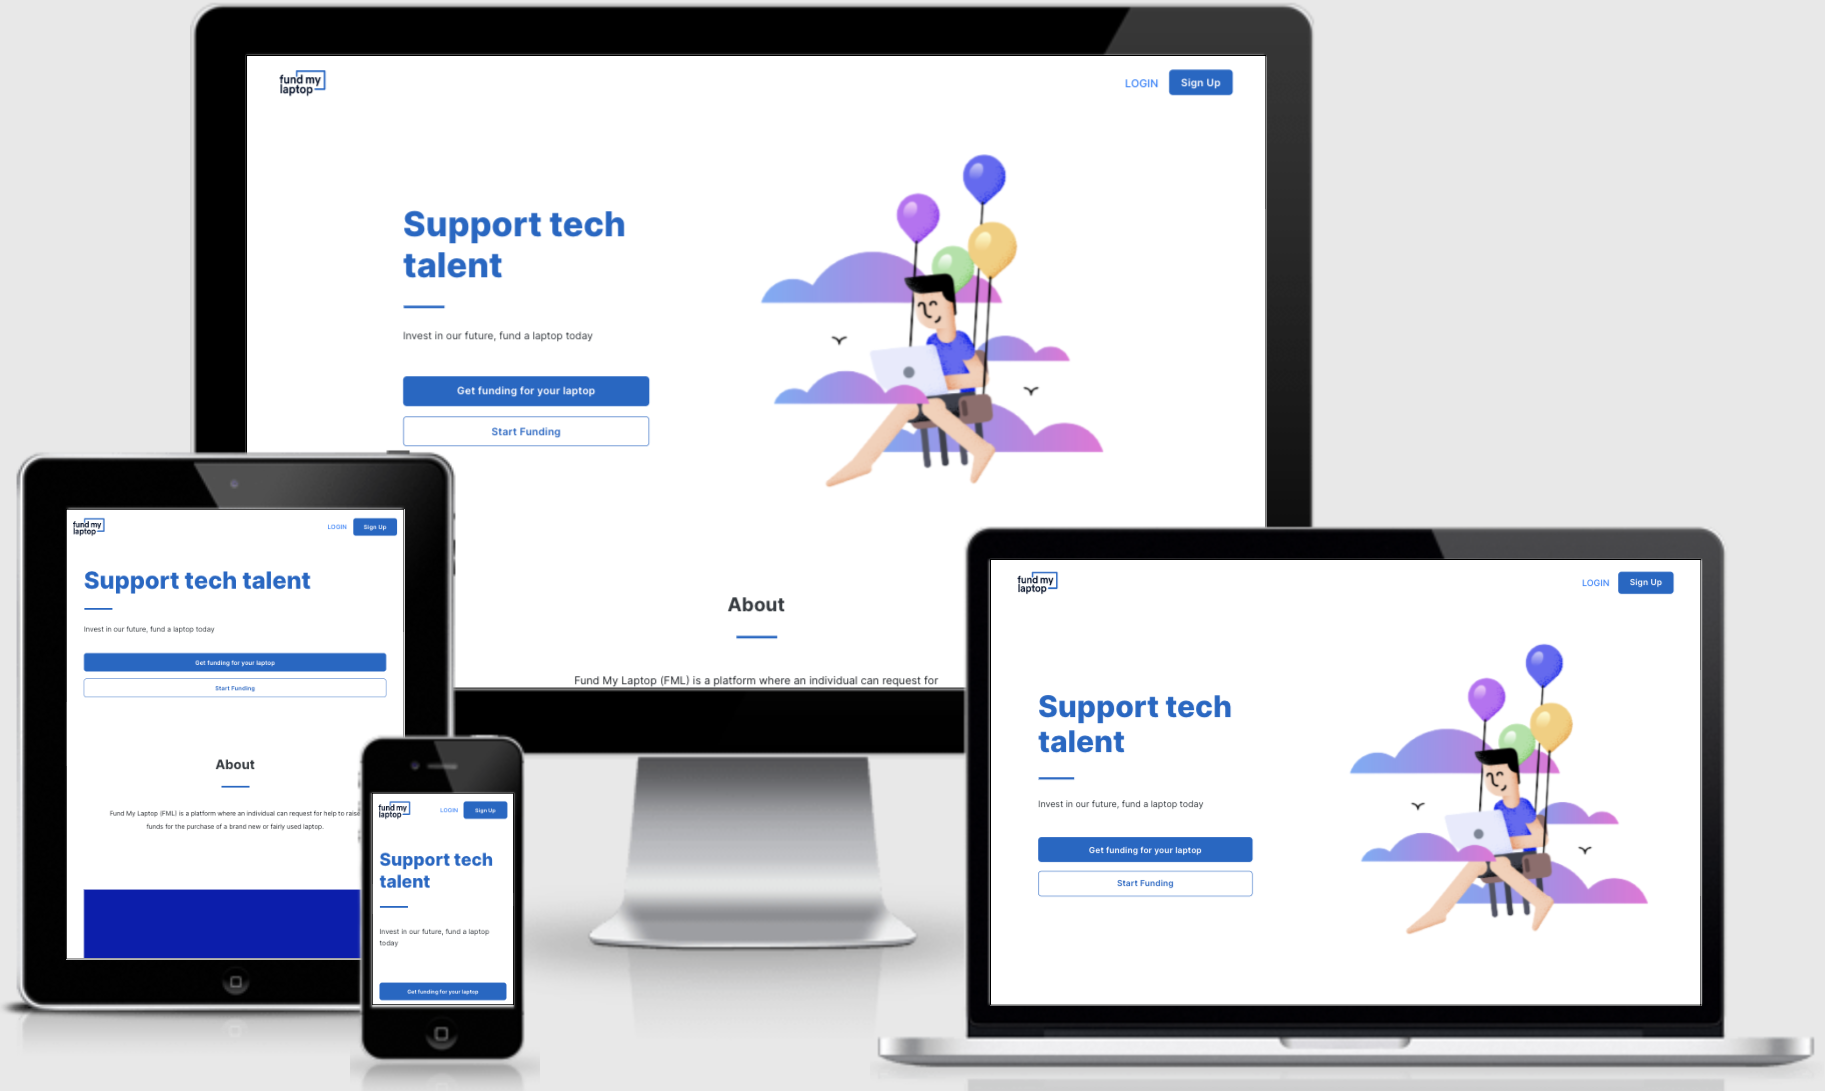 fund my
laptop
LOGIN
Sign Up
Support tech
talent
Invest in our future, fund a laptop today
Get funding for your laptop
Start Funding
About
Fund My Laptop (FML) is a platform where an individual can request for
fund my
laptop
LOGIN
Sign Up
Support tech talent
Invest in our future, fund a laptop today
Get funding for your laptop
Start Funding
About
Fund My Laptop (FML) is a platform where an individual can request for help to raise
funds for the purchase of a brand new or fairly used laptop.
fund my
laptop
LOGIN
Sign Up
Support tech
talent
Invest in our future, fund a laptop
today
Get funding for your laptop
fund my
laptop
LOGIN
Sign Up
Support tech
talent
Invest in our future, fund a laptop today
Get funding for your laptop
Start Funding